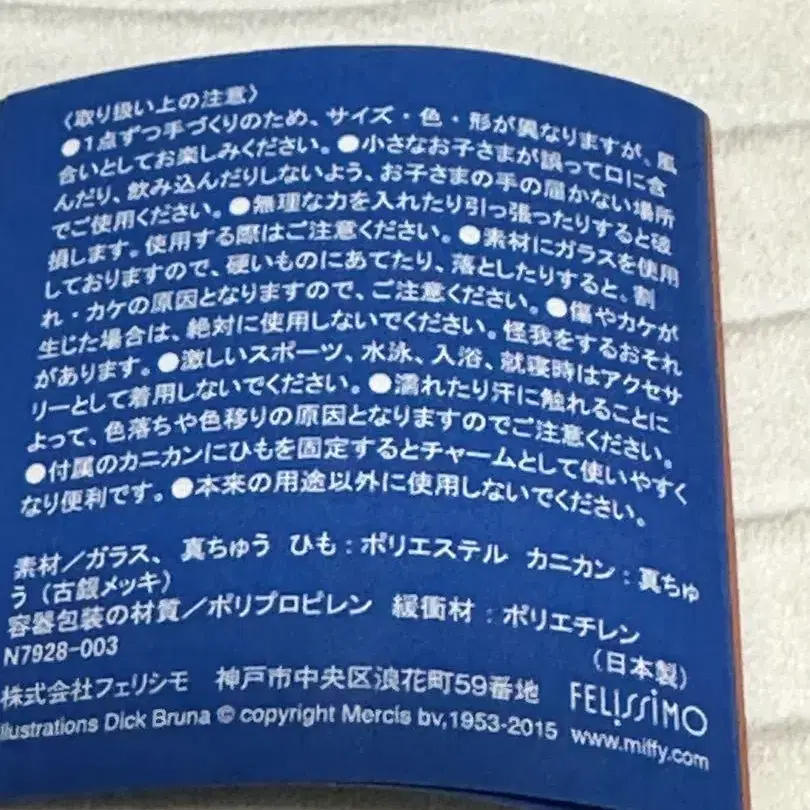 〈取り扱い上の注意〉
●1点ずつ手づくりのため、サイズ・色・形が異なりますが、風
合いとしてお楽しみください。●小さなお子さまが誤って口に含
んだり、飲み込んだりしないよう、お子さまの手の届かない場所
でご使用ください。●無理な力を入れたり引っ張ったりすると破
損します。使用する際はご注意ください。●素材にガラスを使用
しておりますので、硬いものにあてたり、落としたりすると、割
れ・カケの原因となりますので、ご注意ください。●傷やカケが
生じた場合は、絶対に使用しないでください。怪我をするおそれ
があります。●激しいスポーツ、水泳、入浴、就寝時はアクセサ
リーとして着用しないでください。●濡れたり汗に触れることに
よって、色落ちや色移りの原因となりますのでご注意ください。
●付属のカニカンにひもを固定するとチャームとして使いやすく
なり便利です。●本来の用途以外に使用しないでください。
素材／ガラス、真ちゅう ひも：ポリエステル カニカン：真ちゅ
う（古銀メッキ）
容器包装の材質／ポリプロピレン 緩衝材：ポリエチレン
N7928-003
（日本製）
株式会社フェリシモ 神戸市中央区浪花町59番地 FELISSIMO
llustrations Dick Bruna © copyright Mercis bv,1953-2015 www.miffy.com